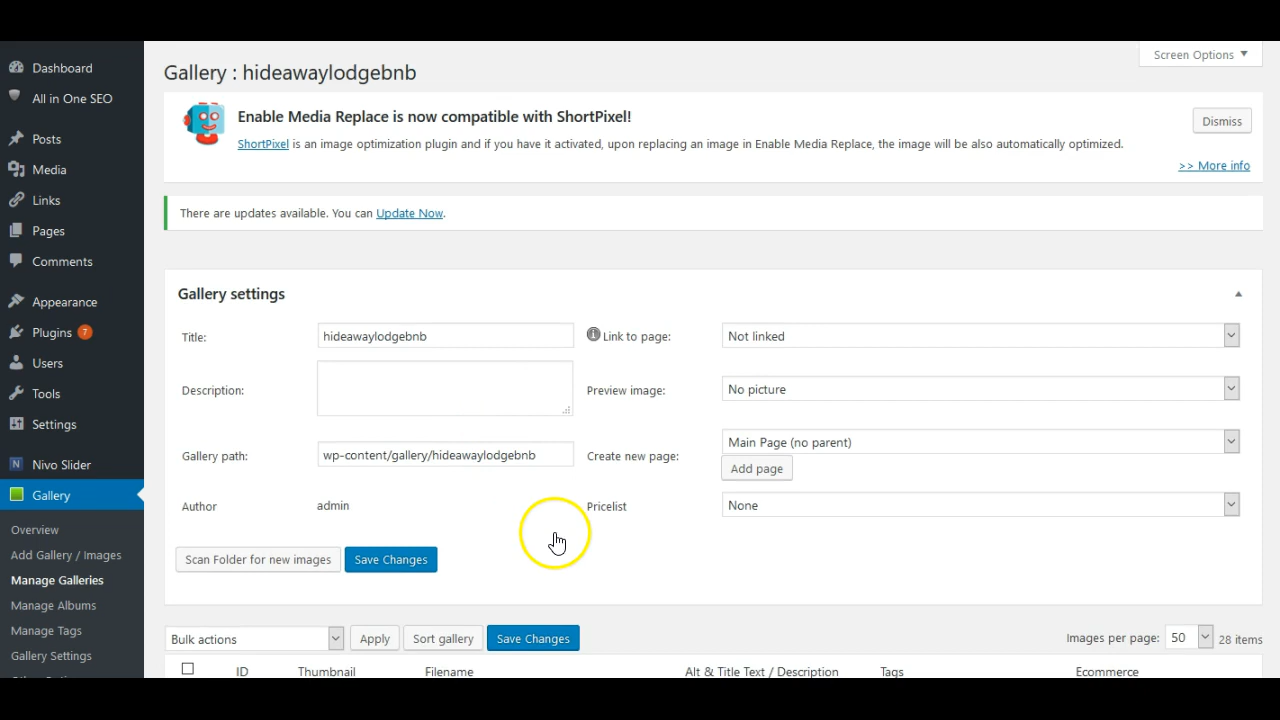 Screen Options
Gallery : hideawaylodgebnb
Enable Media Replace is now compatible with ShortPixel!
Dismiss
ShortPixel is an image optimization plugin and if you have it activated, upon replacing an image in Enable Media Replace, the image will be also automatically optimized.
>> More info
There are updates available. You can Update Now.
Dashboard
All in One SEO
Posts
Media
Links
Pages
Comments
Appearance
Plugins 7
Users
Tools
Settings
Nivo Slider
Gallery
Overview
Add Gallery / Images
Manage Galleries
Manage Albums
Manage Tags
Gallery Settings
Gallery settings
Title: hideawaylodgebnb Link to page: Not linked
Description: Preview image: No picture
Gallery path: wp-content/gallery/hideawaylodgebnb Create new page: Main Page (no parent)
Add page
Author admin Pricelist None
Scan Folder for new images Save Changes
Bulk actions Apply Sort gallery Save Changes Images per page: 50 28 items
ID Thumbnail Filename Alt & Title Text / Description Tags Ecommerce